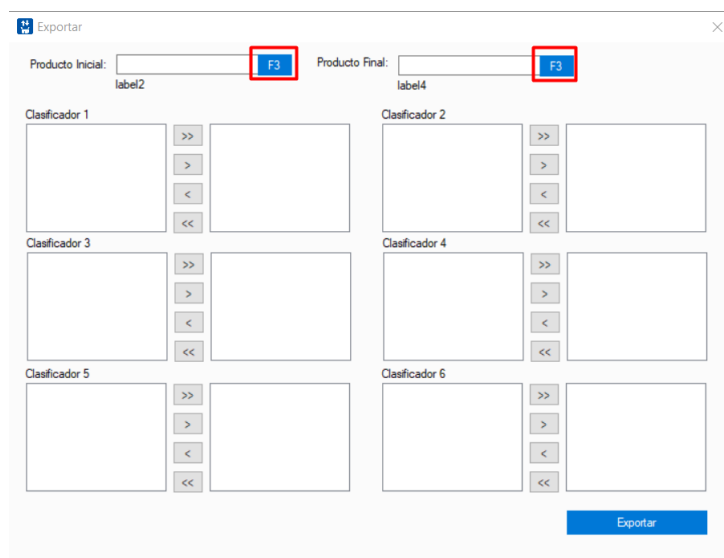 Exportar
Producto Inicial: F3 Producto Final: F3
label2 label4
Clasificador 1 Clasificador 2
>> >>
> >
< <
<< <<
Clasificador 3 Clasificador 4
>> >>
> >
< <
<< <<
Clasificador 5 Clasificador 6
>> >>
> >
< <
<< <<
Exportar